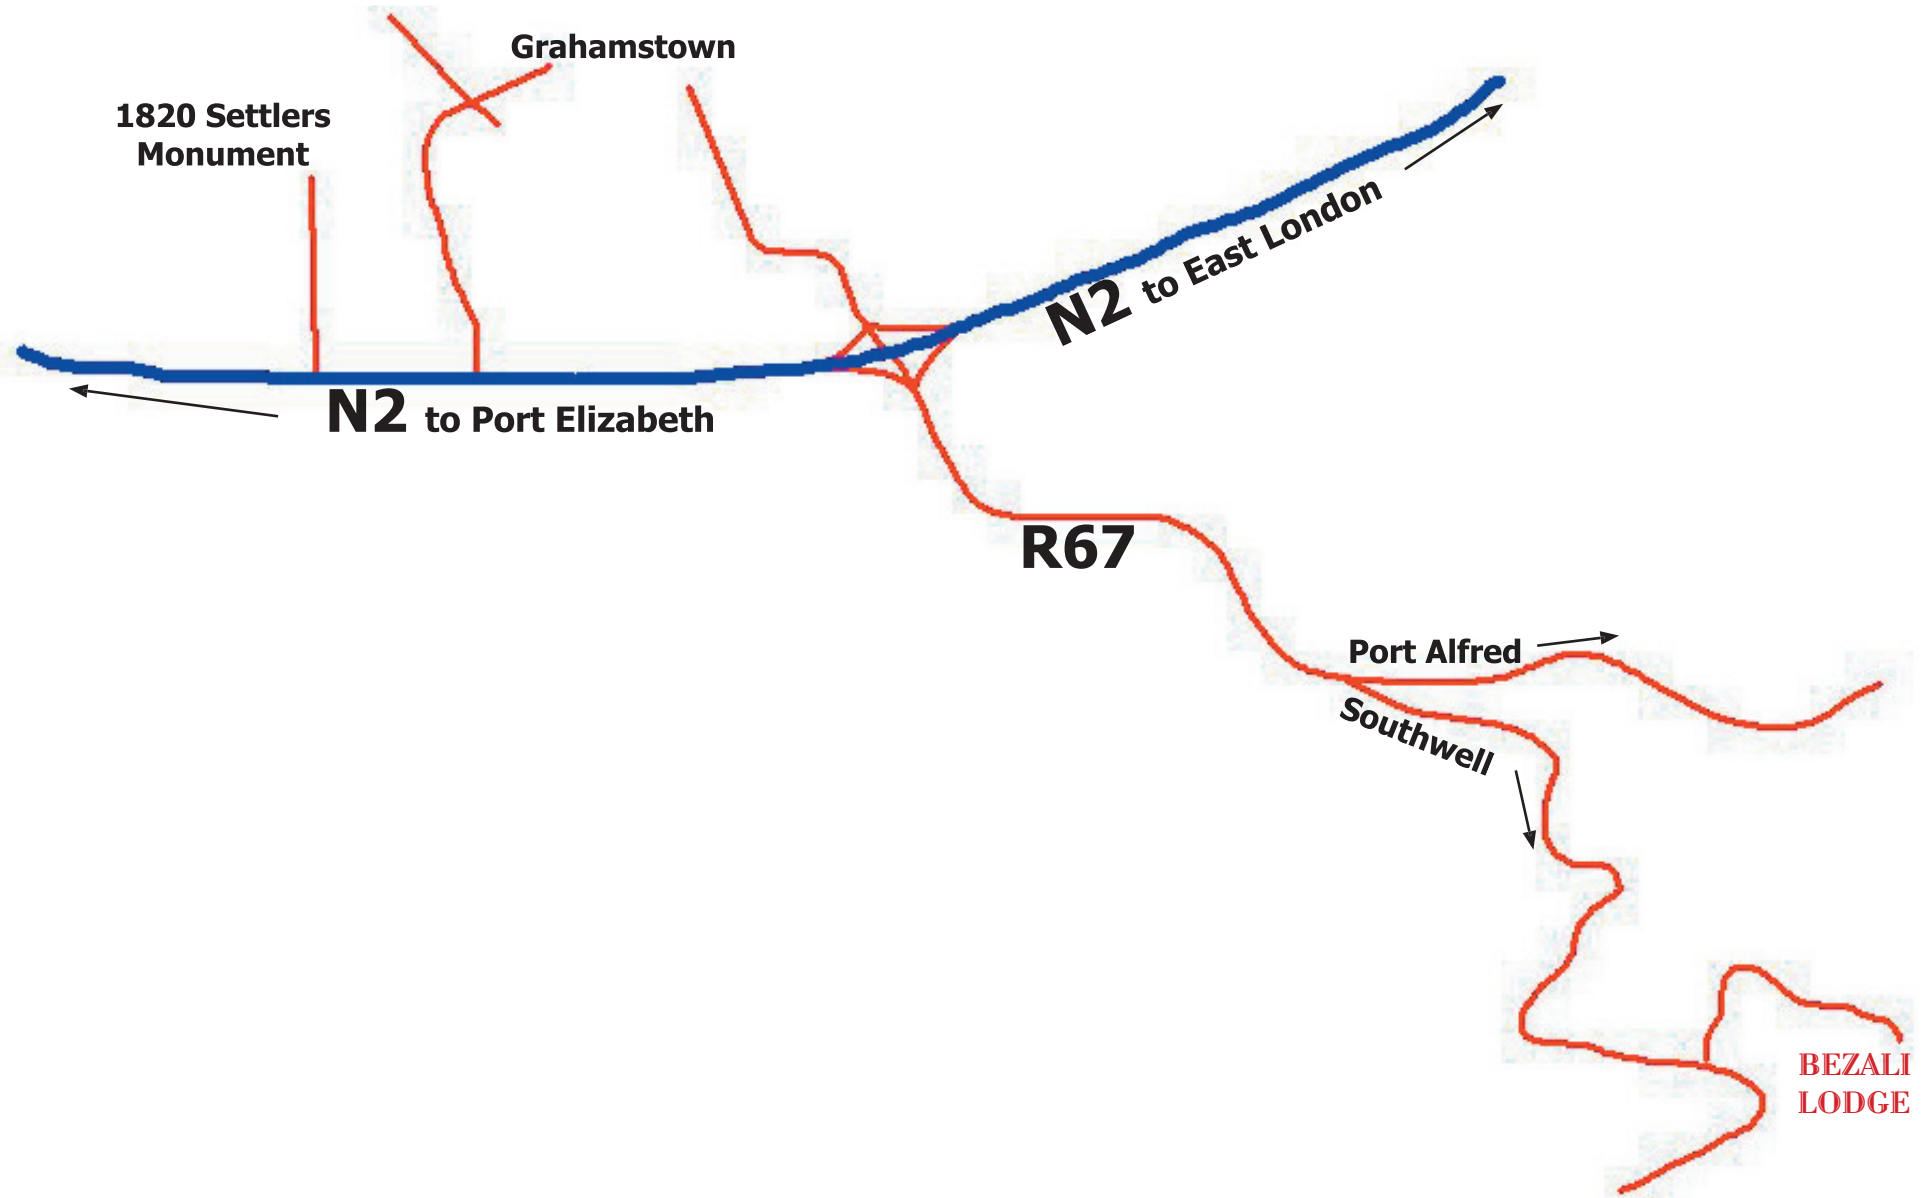 Grahamstown
1820 Settlers
Monument
N2 to East London
N2 to Port Elizabeth
R67
Port Alfred
Southwell
BEZALI
LODGE